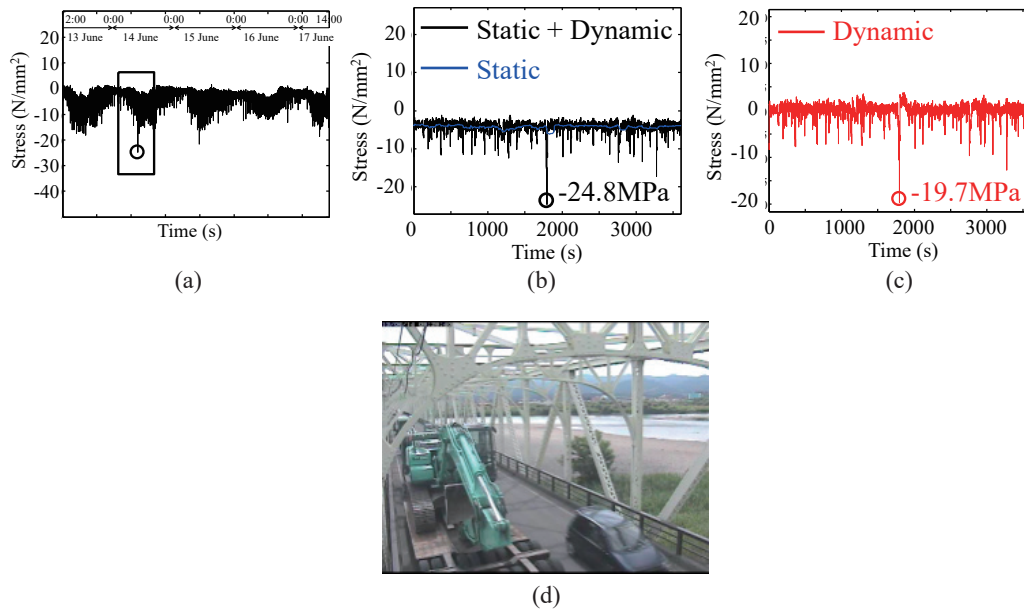 2:00 0:00 0:00 0:00 0:00 14:00
13 June 14 June 15 June 16 June 17 June
Stress (N/mm²)
20
10
0
-10
-20
-30
-40
Time (s)
(a)
Static + Dynamic
Static
Stress (N/mm²)
20
10
0
-10
-20
-24.8MPa
0 1000 2000 3000
Time (s)
(b)
Dynamic
Stress (N/mm²)
20
10
0
10
20
-19.7MPa
0 1000 2000 3000
Time (s)
(c)
(d)